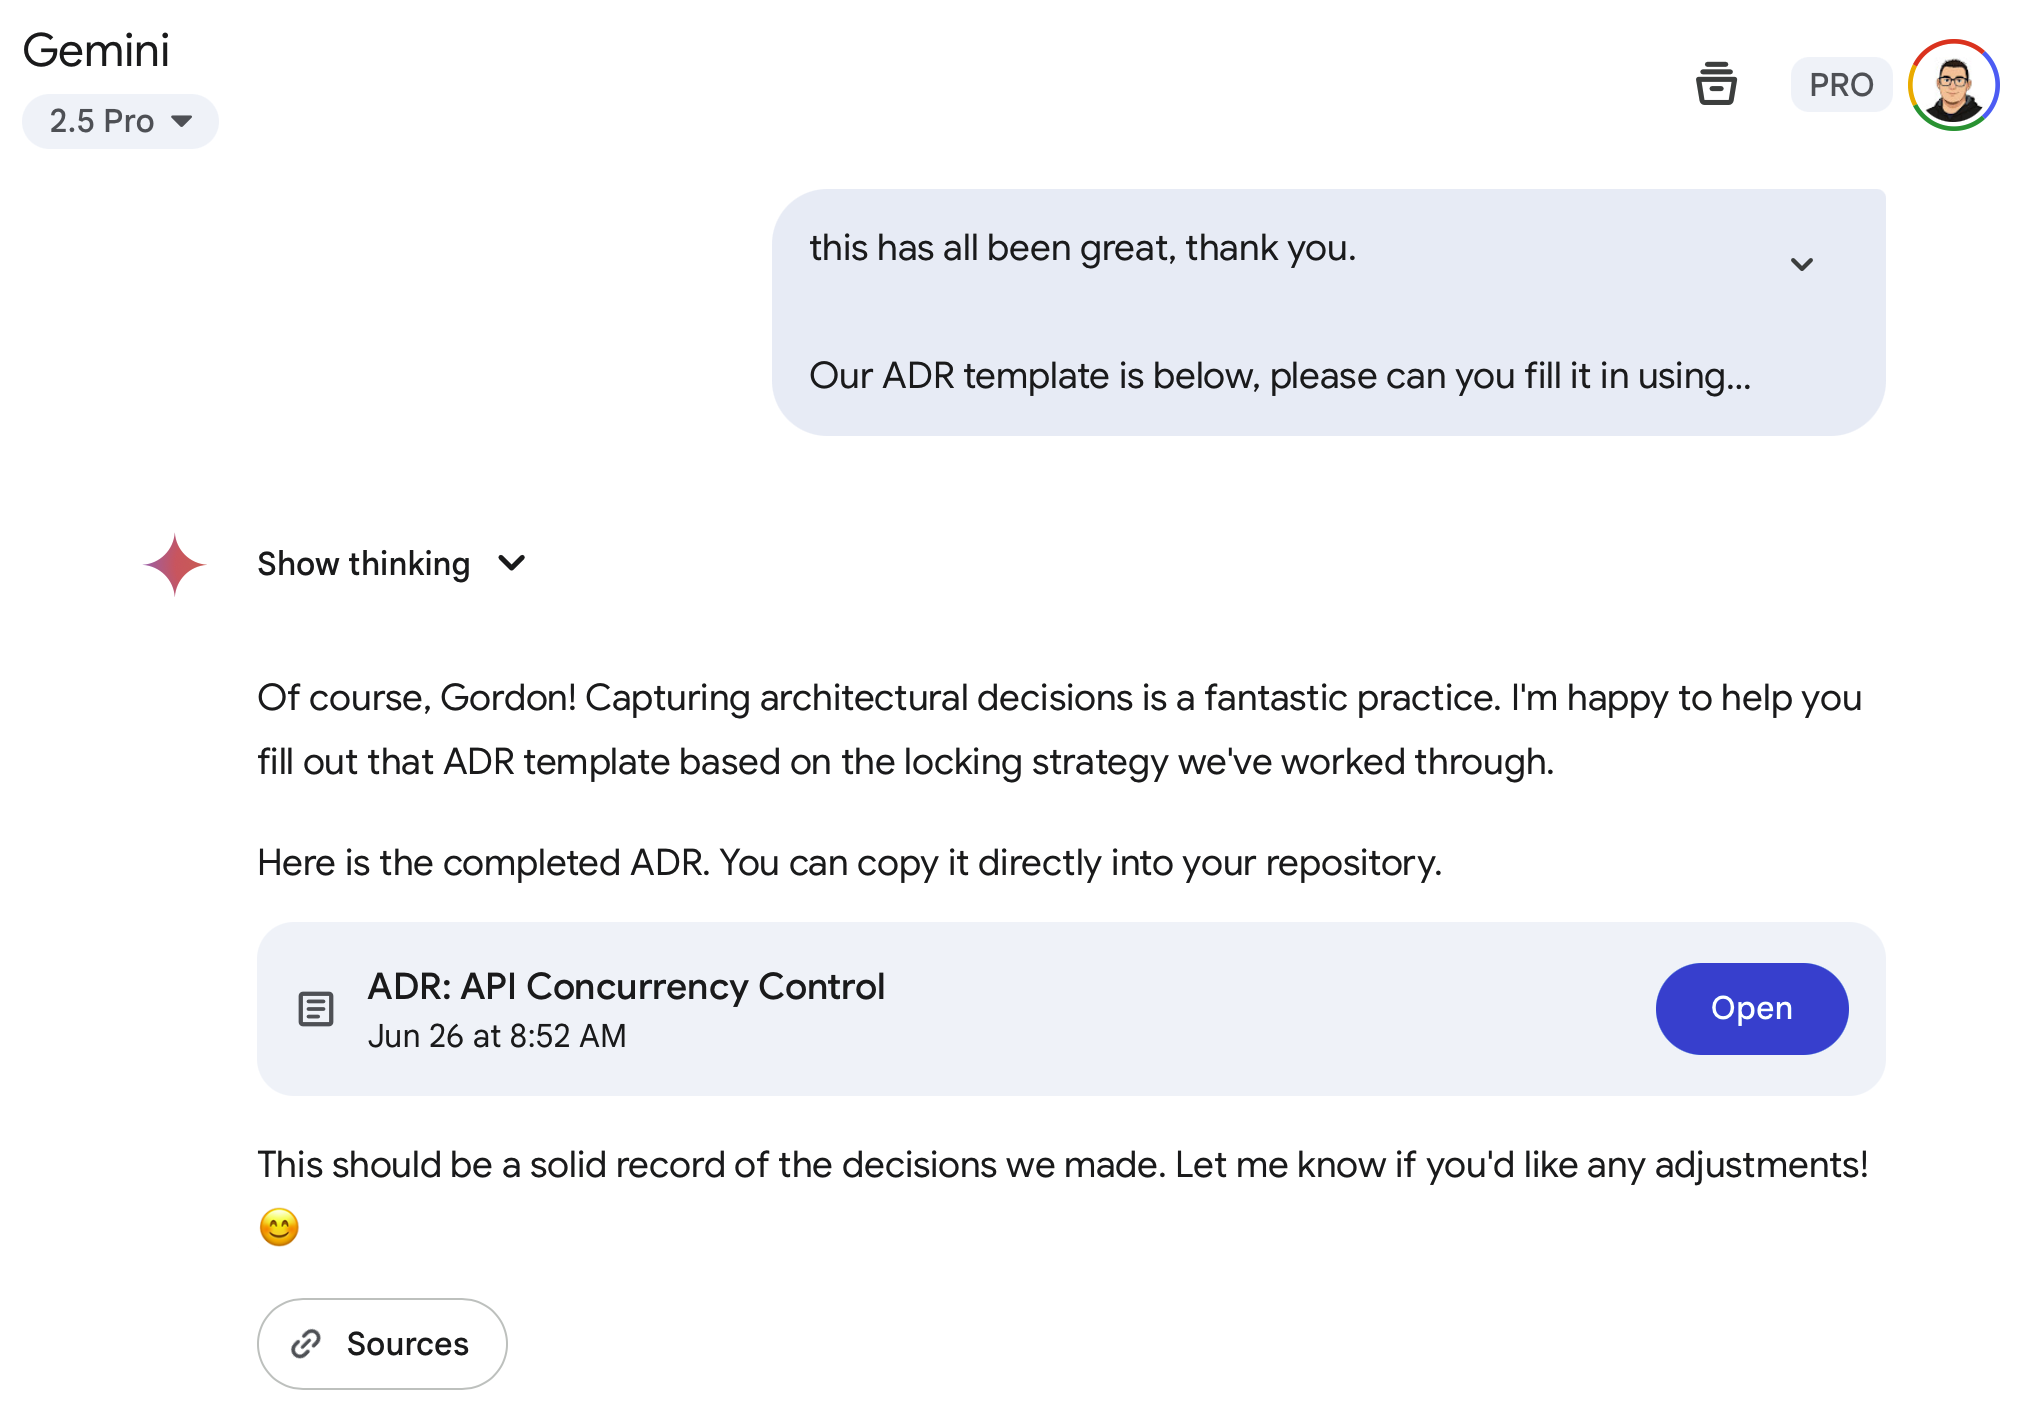 Gemini
2.5 Pro
PRO
this has all been great, thank you.
Our ADR template is below, please can you fill it in using...
Show thinking
Of course, Gordon! Capturing architectural decisions is a fantastic practice. I'm happy to help you
fill out that ADR template based on the locking strategy we've worked through.
Here is the completed ADR. You can copy it directly into your repository.
ADR: API Concurrency Control
Jun 26 at 8:52 AM
Open
This should be a solid record of the decisions we made. Let me know if you'd like any adjustments!
😊
Sources